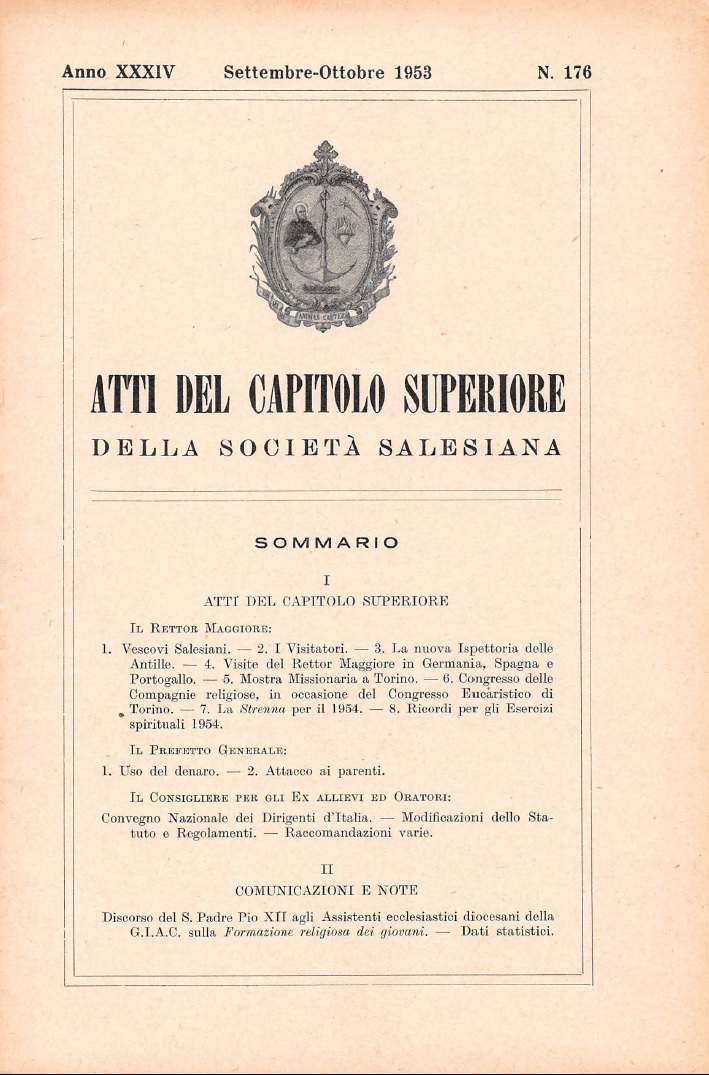 Anno XXXIV Settembre-Ottobre 1953 N. 176
ATTI DEL CAPITOLO SUPERIORE
DELLA SOCIETÀ SALESIANA
SOMMARIO
I
ATTI DEL CAPITOLO SUPERIORE
IL RETTOR MAGGIORE:
1. Vescovi Salesiani. — 2. I Visitatori. — 3. La nuova Ispettoria delle
Antille. — 4. Visite del Rettor Maggiore in Germania, Spagna e
Portogallo. — 5. Mostra Missionaria a Torino. — 6. Congresso delle
Compagnie religiose, in occasione del Congresso Eucaristico di
Torino. — 7. La Strenna per il 1954. — 8. Ricordi per gli Esercizi
spirituali 1954.
IL PREFETTO GENERALE:
1. Uso del denaro. — 2. Attacco ai parenti.
IL CONSIGLIERE PER GLI EX ALLIEVI ED ORATORI:
Convegno Nazionale dei Dirigenti d'Italia. — Modificazioni dello Sta-
tuto e Regolamenti. — Raccomandazioni varie.
II
COMUNICAZIONI E NOTE
Discorso del S. Padre Pio XII agli Assistenti ecclesiastici diocesani della
G.I.A.C. sulla Formazione religiosa dei giovani. — Dati statistici.